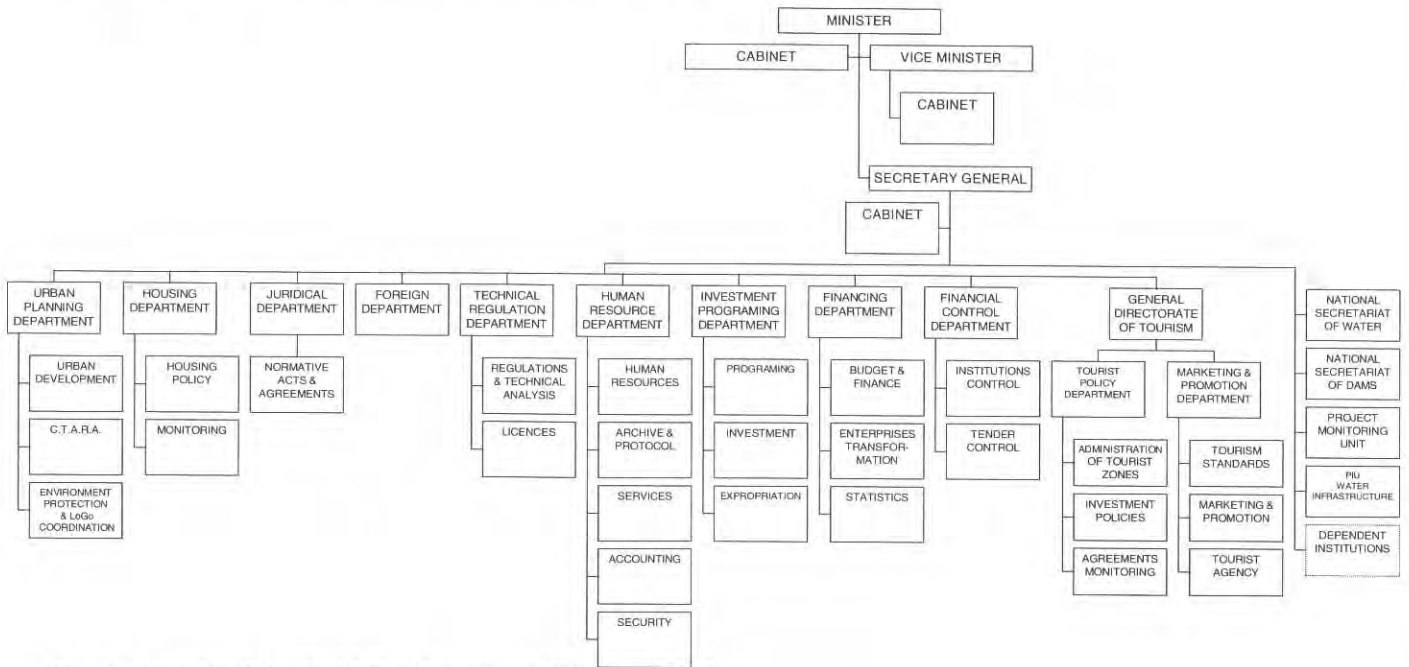 MINISTER
CABINET
VICE MINISTER
CABINET
SECRETARY GENERAL
CABINET
URBAN
PLANNING
DEPARTMENT
URBAN
DEVELOPMENT
C.T.A.R.A.
ENVIRONMENT
PROTECTION
& LoGo
COORDINATION
HOUSING
DEPARTMENT
HOUSING
POLICY
MONITORING
JURIDICAL
DEPARTMENT
NORMATIVE
ACTS &
AGREEMENTS
FOREIGN
DEPARTMENT
TECHNICAL
REGULATION
DEPARTMENT
REGULATIONS
& TECHNICAL
ANALYSIS
LICENCES
HUMAN
RESOURCE
DEPARTMENT
HUMAN
RESOURCES
ARCHIVE &
PROTOCOL
SERVICES
ACCOUNTING
SECURITY
INVESTMENT
PROGRAMING
DEPARTMENT
PROGRAMING
INVESTMENT
EXPROPRIATION
FINANCING
DEPARTMENT
BUDGET &
FINANCE
ENTERPRISES
TRANSFOR-
MATION
STATISTICS
FINANCIAL
CONTROL
DEPARTMENT
INSTITUTIONS
CONTROL
TENDER
CONTROL
GENERAL
DIRECTORATE
OF TOURISM
TOURIST
POLICY
DEPARTMENT
ADMINISTRATION
OF TOURIST
ZONES
INVESTMENT
POLICIES
AGREEMENTS
MONITORING
MARKETING &
PROMOTION
DEPARTMENT
TOURISM
STANDARDS
MARKETING &
PROMOTION
TOURIST
AGENCY
NATIONAL
SECRETARIAT
OF WATER
NATIONAL
SECRETARIAT
OF DAMS
PROJECT
MONITORING
UNIT
PIU
WATER
INFRASTRUCTURE
DEPENDENT
INSTITUTIONS